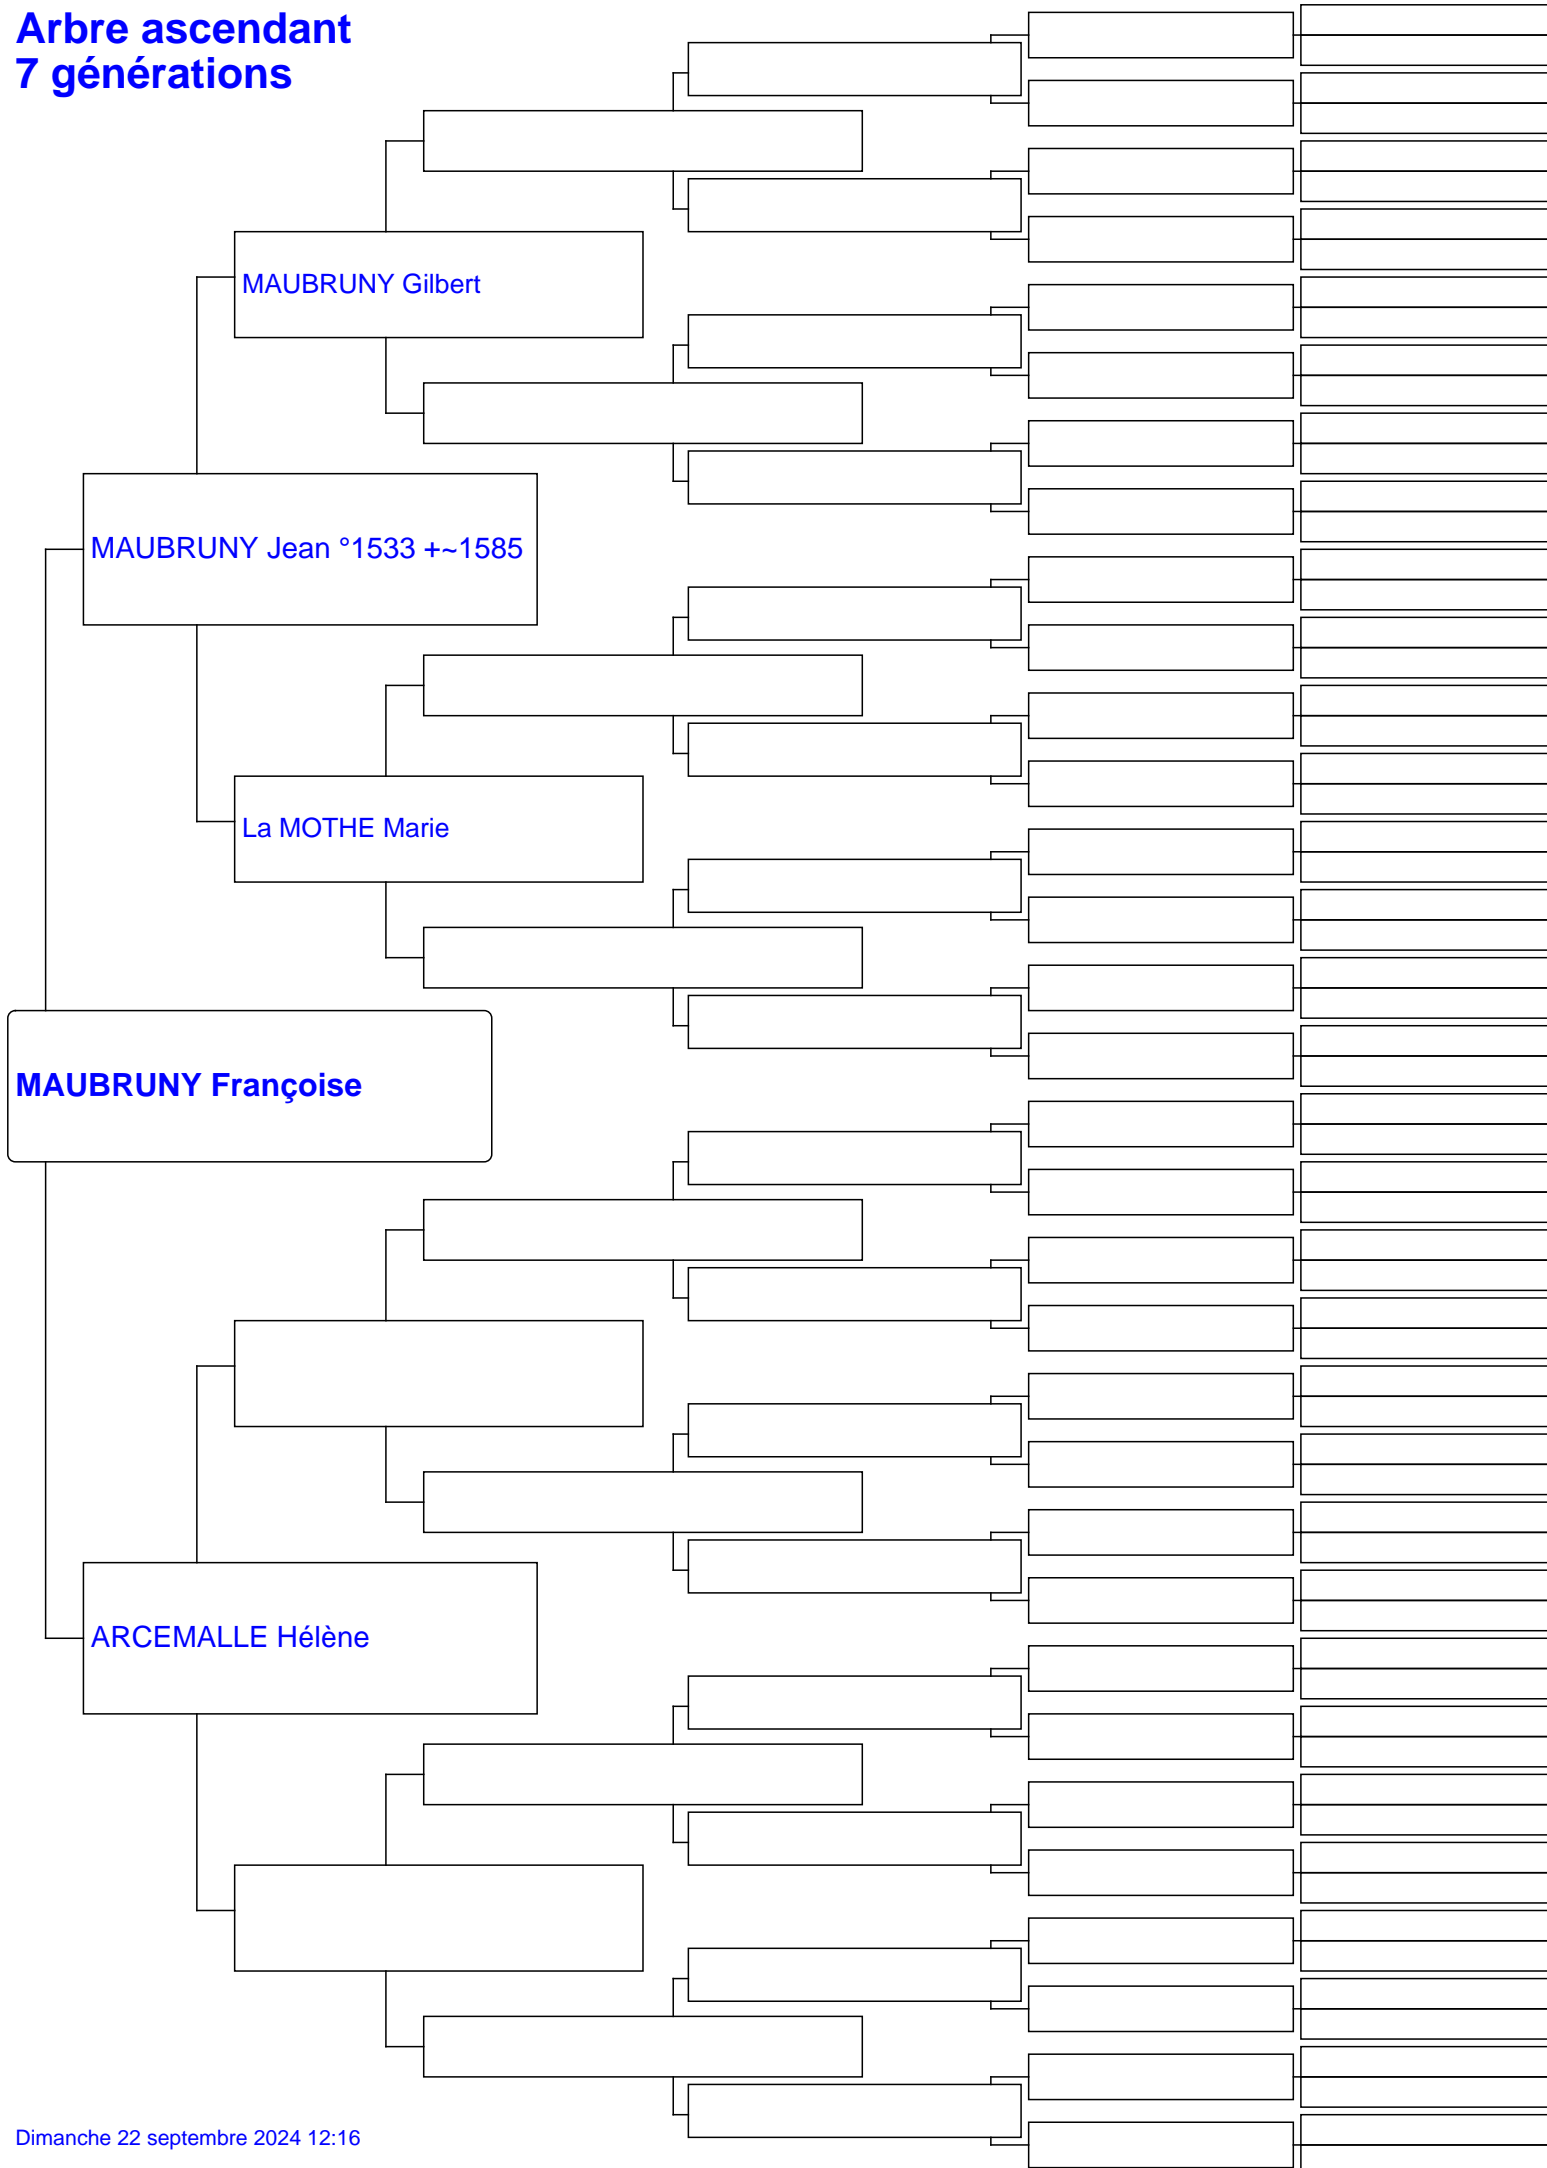 Arbre ascendant
7 générations
MAUBRUNY Gilbert
MAUBRUNY Jean °1533 +~1585
La MOTHE Marie
MAUBRUNY Françoise
ARCEMALLE Hélène
Dimanche 22 septembre 2024 12:16